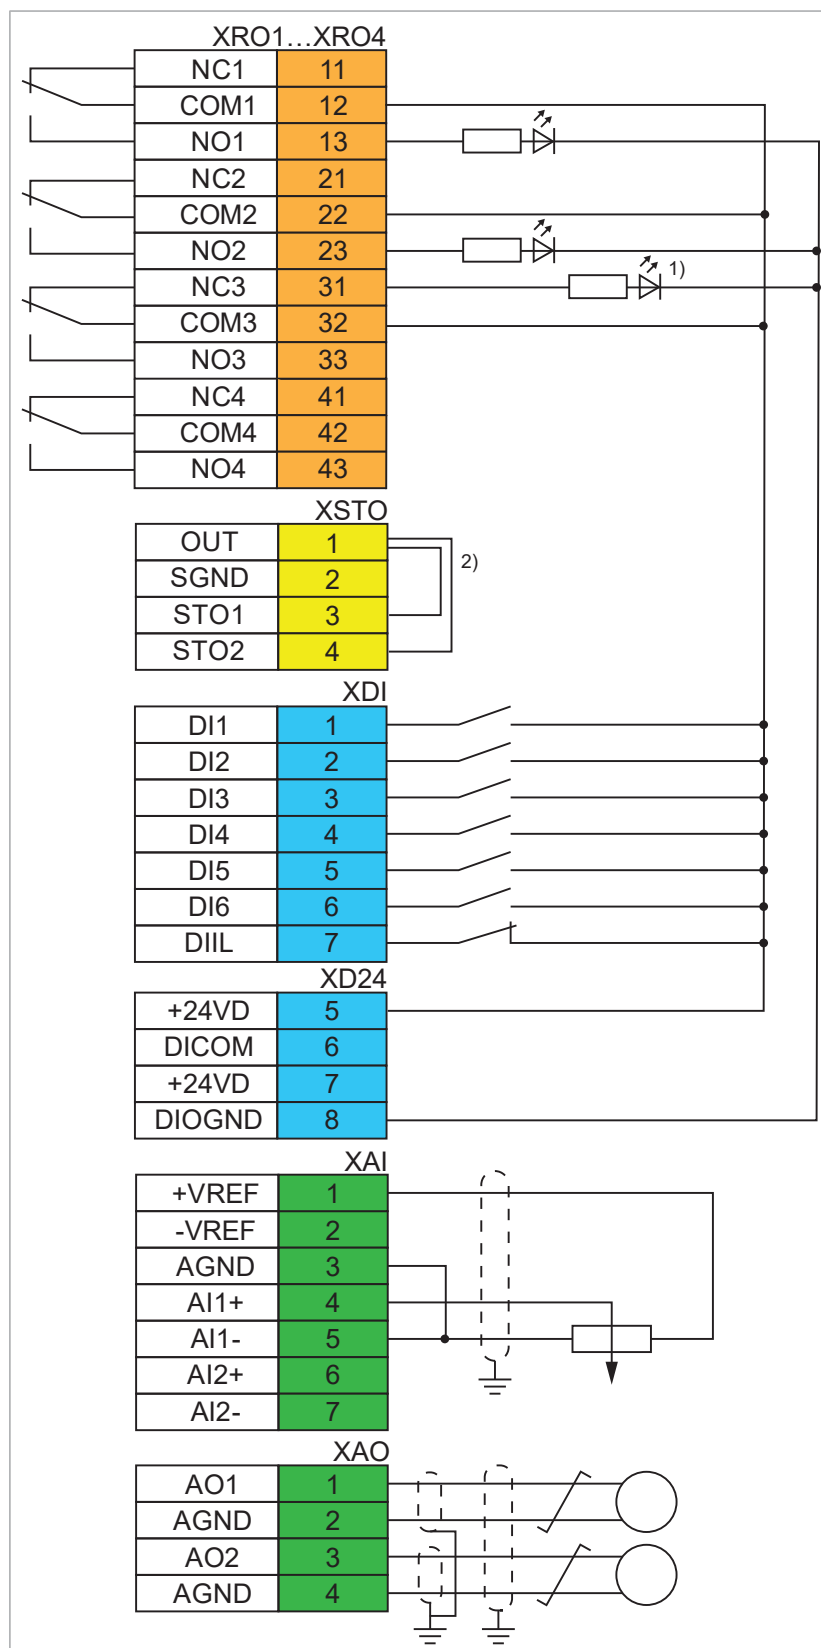 XRO1...XRO4
NC1 11
COM1 12
NO1 13
NC2 21
COM2 22
NO2 23
NC3 31 1)
COM3 32
NO3 33
NC4 41
COM4 42
NO4 43
XSTO
OUT 1 2)
SGND 2
STO1 3
STO2 4
XDI
DI1 1
DI2 2
DI3 3
DI4 4
DI5 5
DI6 6
DIIL 7
XD24
+24VD 5
DICOM 6
+24VD 7
DIOGND 8
XAI
+VREF 1
-VREF 2
AGND 3
AI1+ 4
AI1- 5
AI2+ 6
AI2- 7
XAO
AO1 1
AGND 2
AO2 3
AGND 4